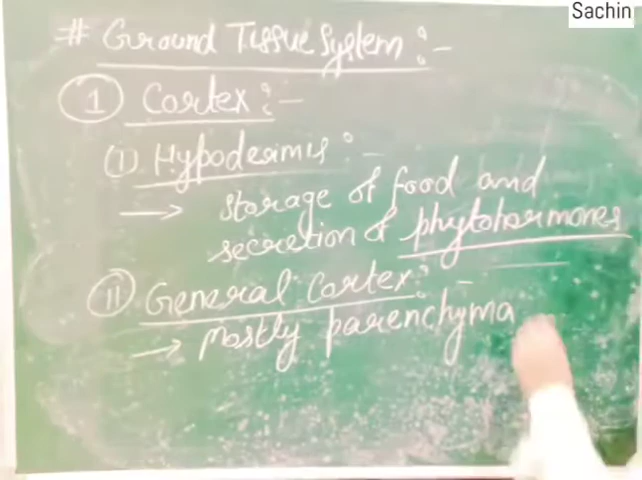 Sachin
# Ground Tissue System :-
① Cortex :-
(I) Hypodermis :-
→ storage of food and
secretion of phytohormones
(II) General Cortex :-
→ Mostly parenchyma